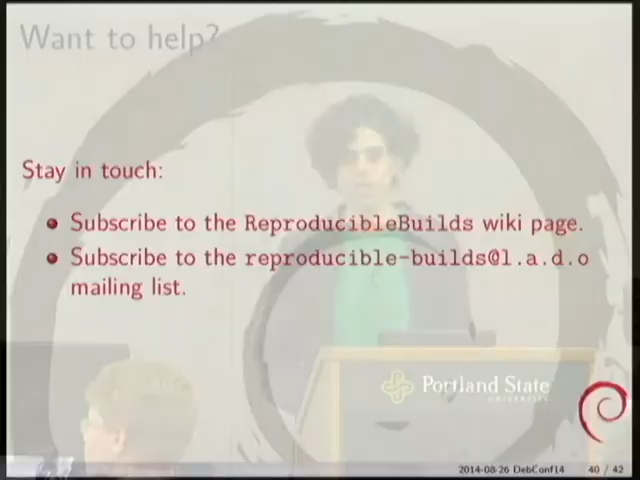 Want to help?
Stay in touch:
Subscribe to the ReproducibleBuilds wiki page.
Subscribe to the reproducible-builds@l.a.d.o
mailing list.
Portland State
UNIVERSITY
2014-08-26 DebConf14 40 / 42